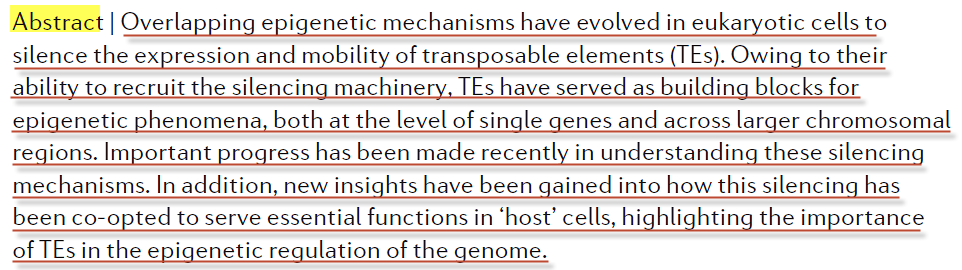 Abstract | Overlapping epigenetic mechanisms have evolved in eukaryotic cells to
silence the expression and mobility of transposable elements (TEs). Owing to their
ability to recruit the silencing machinery, TEs have served as building blocks for
epigenetic phenomena, both at the level of single genes and across larger chromosomal
regions. Important progress has been made recently in understanding these silencing
mechanisms. In addition, new insights have been gained into how this silencing has
been co-opted to serve essential functions in ‘host’ cells, highlighting the importance
of TEs in the epigenetic regulation of the genome.